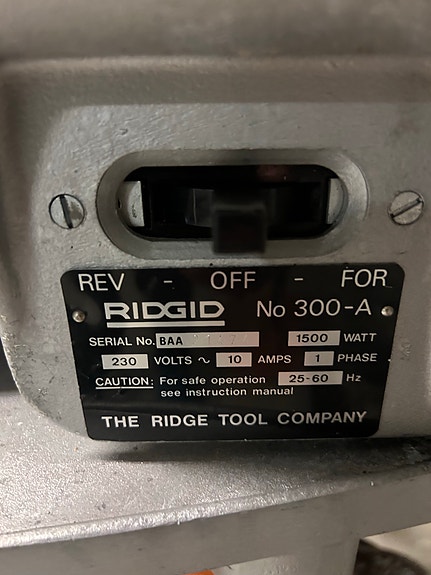 REV - OFF - FOR
RIDGID No 300-A
SERIAL No. BAA 1500 WATT
230 VOLTS ~ 10 AMPS 1 PHASE
CAUTION: For safe operation 25-60 Hz
see instruction manual
THE RIDGE TOOL COMPANY